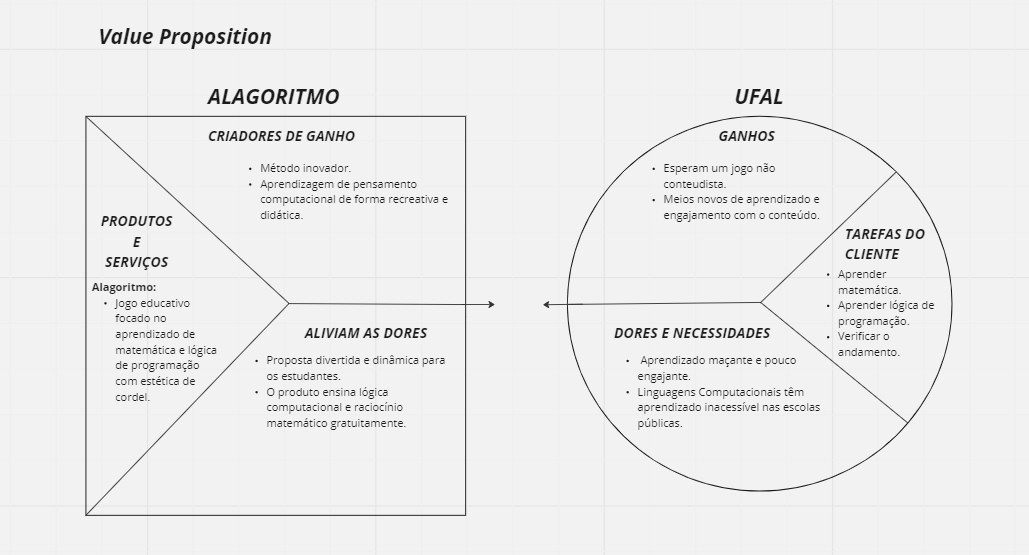 Value Proposition
ALAGORITMO
CRIADORES DE GANHO
• Método inovador.
• Aprendizagem de pensamento
computacional de forma recreativa e
didática.
PRODUTOS
E
SERVIÇOS
Alagoritmo:
• Jogo educativo
focado no
aprendizado de
matemática e lógica
de programação
com estética de
cordel.
ALIVIAM AS DORES
• Proposta divertida e dinâmica para
os estudantes.
• O produto ensina lógica
computacional e raciocínio
matemático gratuitamente.
UFAL
GANHOS
• Esperam um jogo não
conteudista.
• Meios novos de aprendizado e
engajamento com o conteúdo.
TAREFAS DO
CLIENTE
• Aprender
matemática.
• Aprender lógica de
programação.
• Verificar o
andamento.
DORES E NECESSIDADES
• Aprendizado maçante e pouco
engajante.
• Linguagens Computacionais têm
aprendizado inacessível nas escolas
públicas.